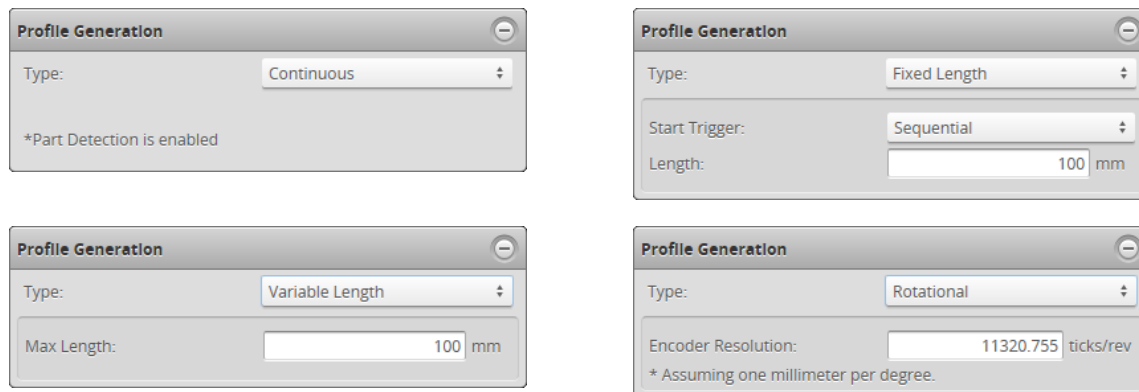 Profile Generation
Type: Continuous
*Part Detection is enabled
Profile Generation
Type: Fixed Length
Start Trigger: Sequential
Length: 100 mm
Profile Generation
Type: Variable Length
Max Length: 100 mm
Profile Generation
Type: Rotational
Encoder Resolution: 11320.755 ticks/rev
* Assuming one millimeter per degree.